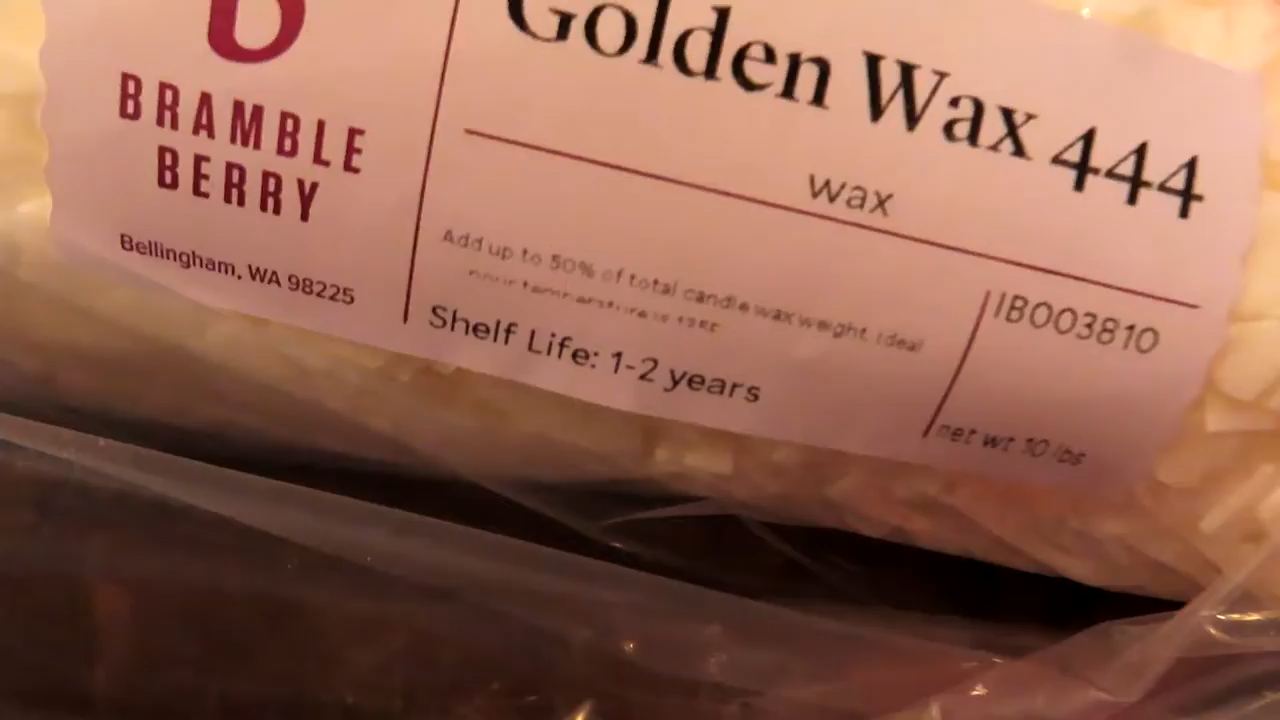 Golden Wax 444
BRAMBLE
BERRY
Bellingham, WA 98225
wax
Add up to 50% of total candle wax weight. Ideal
Shelf Life: 1-2 years
IB003810
net wt 10 lbs